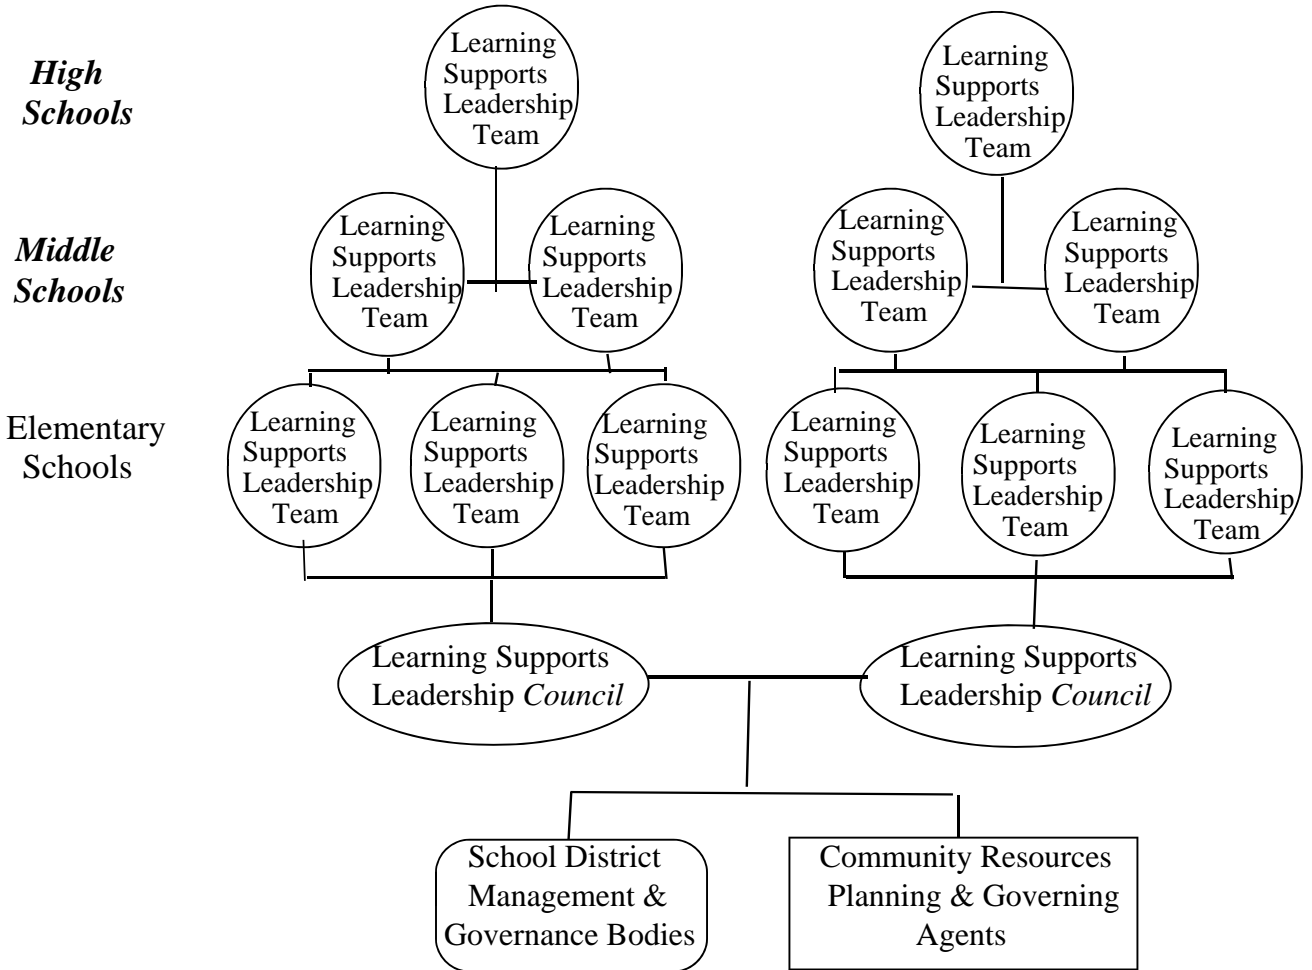 High
Schools
Learning
Supports
Leadership
Team
Learning
Supports
Leadership
Team
Middle
Schools
Learning
Supports
Leadership
Team
Learning
Supports
Leadership
Team
Learning
Supports
Leadership
Team
Learning
Supports
Leadership
Team
Elementary
Schools
Learning
Supports
Leadership
Team
Learning
Supports
Leadership
Team
Learning
Supports
Leadership
Team
Learning
Supports
Leadership
Team
Learning
Supports
Leadership
Team
Learning
Supports
Leadership
Team
Learning Supports
Leadership Council
Learning Supports
Leadership Council
School District
Management &
Governance Bodies
Community Resources
Planning & Governing
Agents